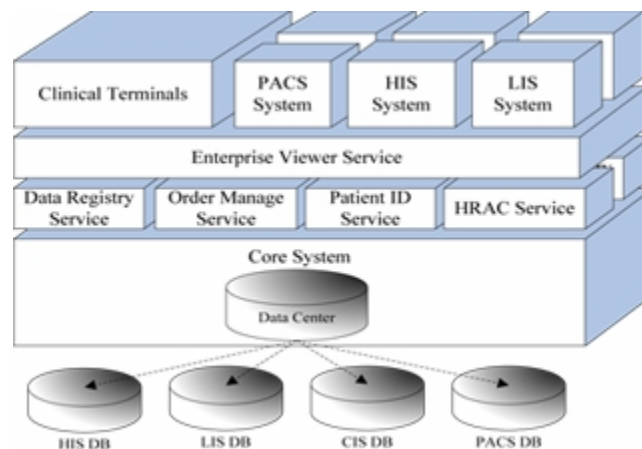 Clinical Terminals
PACS
System
HIS
System
LIS
System
Enterprise Viewer Service
Data Registry
Service
Order Manage
Service
Patient ID
Service
HRAC Service
Core System
Data Center
HIS DB
LIS DB
CIS DB
PACS DB